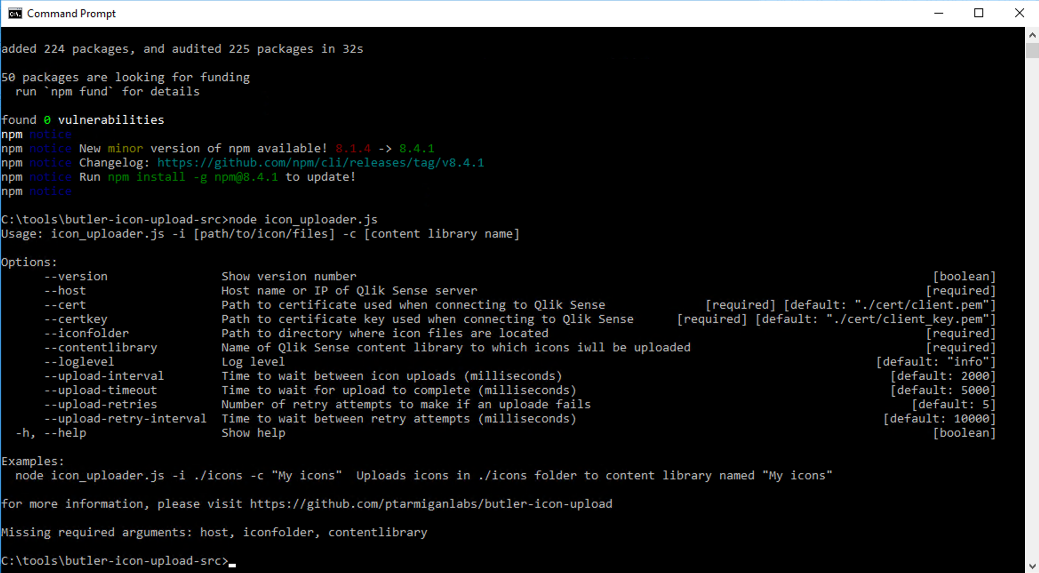 Command Prompt
added 224 packages, and audited 225 packages in 32s
50 packages are looking for funding
run `npm fund` for details
found 0 vulnerabilities
npm notice
npm notice New minor version of npm available! 8.1.4 -> 8.4.1
npm notice Changelog: https://github.com/npm/cli/releases/tag/v8.4.1
npm notice Run npm install -g npm@8.4.1 to update!
npm notice
C:\tools\butler-icon-upload-src>node icon_uploader.js
Usage: icon_uploader.js -i [path/to/icon/files] -c [content library name]
Options:
--version Show version number [boolean]
--host Host name or IP of Qlik Sense server [required]
--cert Path to certificate used when connecting to Qlik Sense [required] [default: "./cert/client.pem"]
--certkey Path to certificate key used when connecting to Qlik Sense [required] [default: "./cert/client_key.pem"]
--iconfolder Path to directory where icon files are located [required]
--contentlibrary Name of Qlik Sense content library to which icons iwll be uploaded [required]
--loglevel Log level [default: "info"]
--upload-interval Time to wait between icon uploads (milliseconds) [default: 2000]
--upload-timeout Time to wait for upload to complete (milliseconds) [default: 5000]
--upload-retries Number of retry attempts to make if an uploade fails [default: 5]
--upload-retry-interval Time to wait between retry attempts (milliseconds) [default: 10000]
-h, --help Show help [boolean]
Examples:
node icon_uploader.js -i ./icons -c "My icons" Uploads icons in ./icons folder to content library named "My icons"
for more information, please visit https://github.com/ptarmiganlabs/butler-icon-upload
Missing required arguments: host, iconfolder, contentlibrary
C:\tools\butler-icon-upload-src>